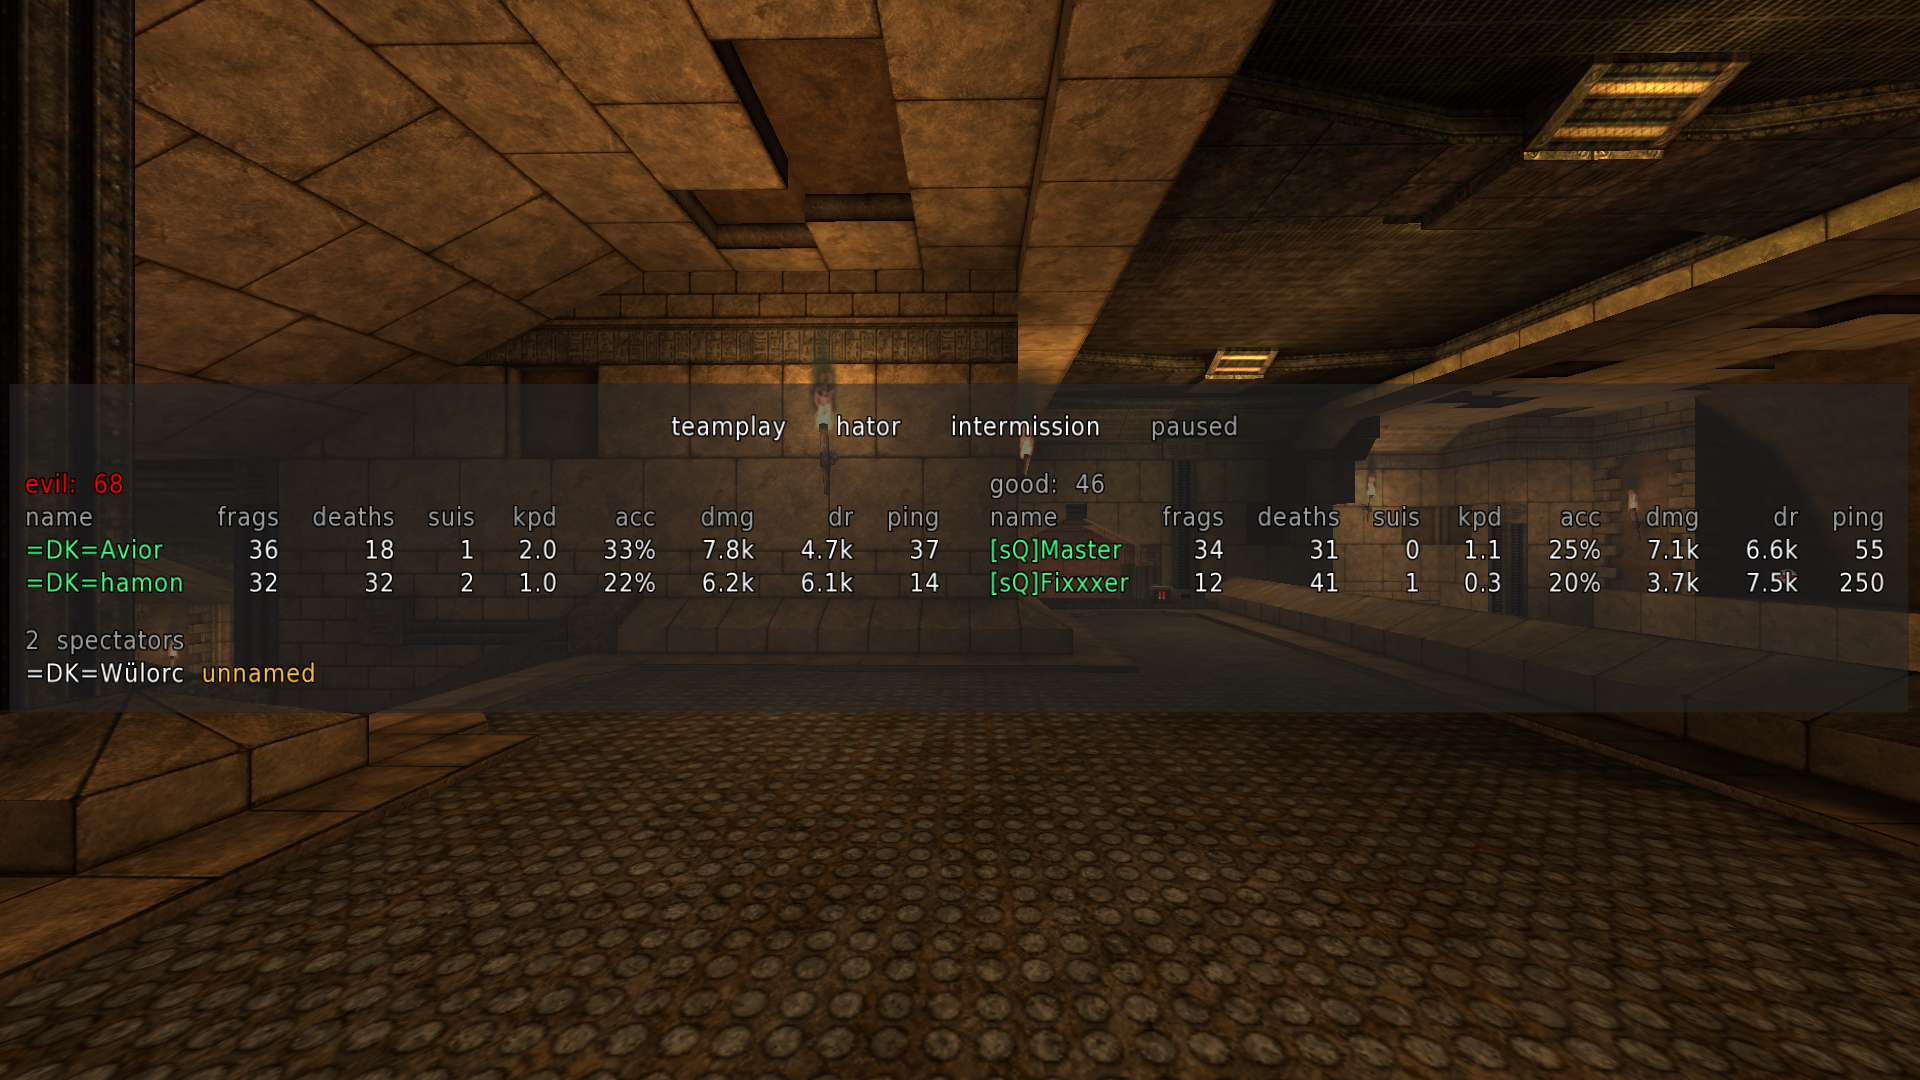 teamplay hator intermission paused
evil: 68
name frags deaths suis kpd acc dmg dr ping
=DK=Avior 36 18 1 2.0 33% 7.8k 4.7k 37
=DK=hamon 32 32 2 1.0 22% 6.2k 6.1k 14
good: 46
name frags deaths suis kpd acc dmg dr ping
[sQ]Master 34 31 0 1.1 25% 7.1k 6.6k 55
[sQ]Fixxxer 12 41 1 0.3 20% 3.7k 7.5k 250
2 spectators
=DK=Wülorc unnamed